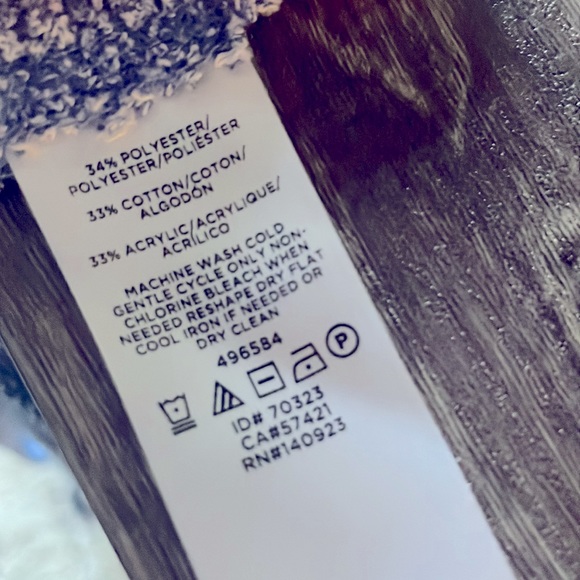 34% POLYESTER/
POLYESTER/POLIÉSTER
33% COTTON/COTON/
ALGODÓN
33% ACRYLIC/ACRYLIQUE/
ACRÍLICO
MACHINE WASH COLD
GENTLE CYCLE ONLY NON-
CHLORINE BLEACH WHEN
NEEDED RESHAPE DRY FLAT
COOL IRON IF NEEDED OR
DRY CLEAN
496584
P
ID# 70323
CA#57421
RN#140923